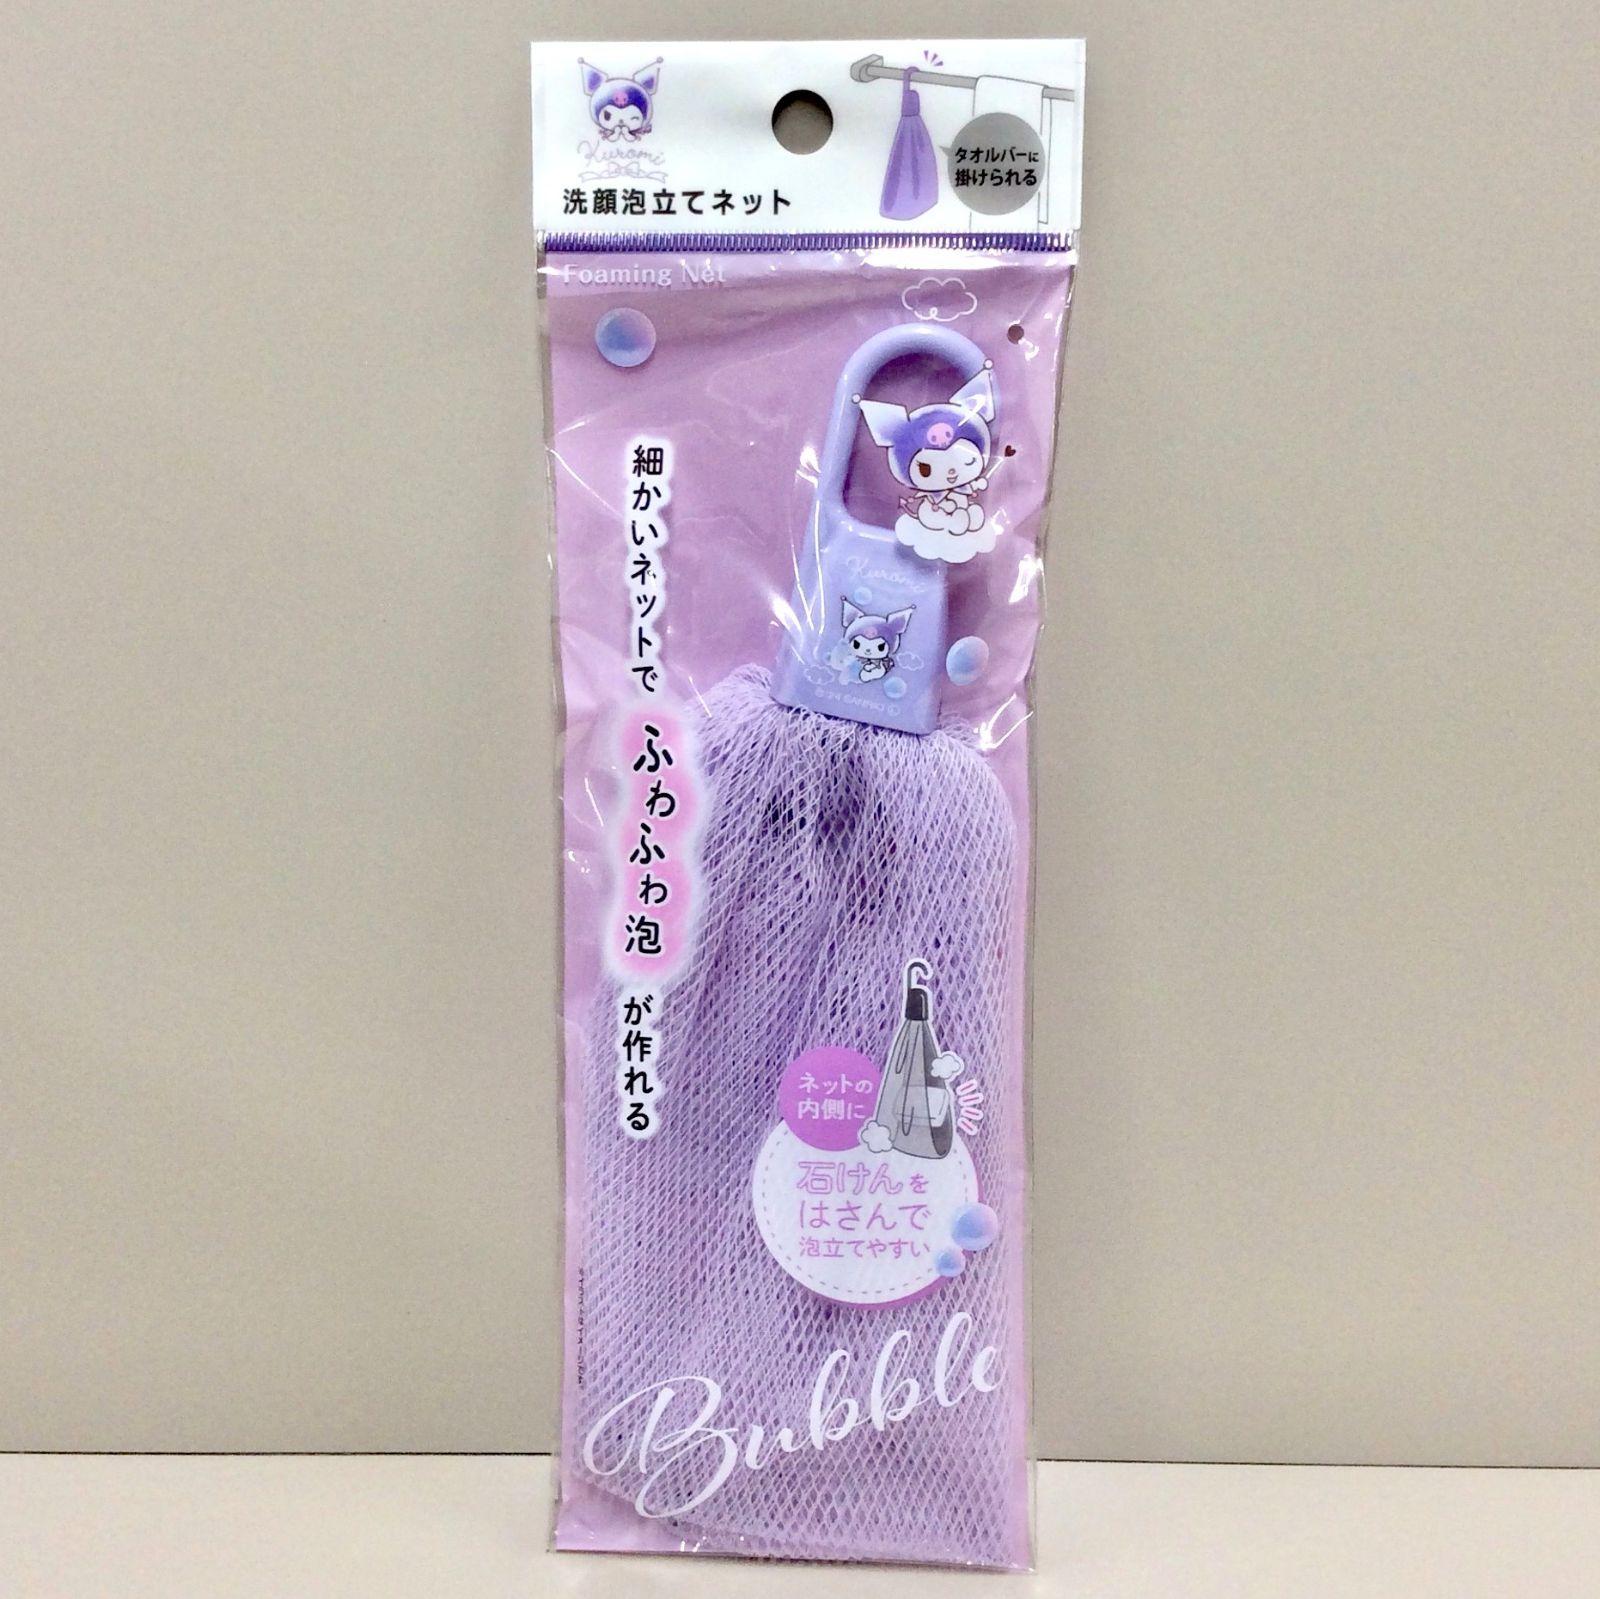 Kuromi
洗顔泡立てネット
タオルバーに
掛けられる
Foaming Net
細かいネットで
ふわふわ泡
が作れる
Kuromi
ネットの
内側に
石けんを
はさんで
泡立てやすい
Bubble